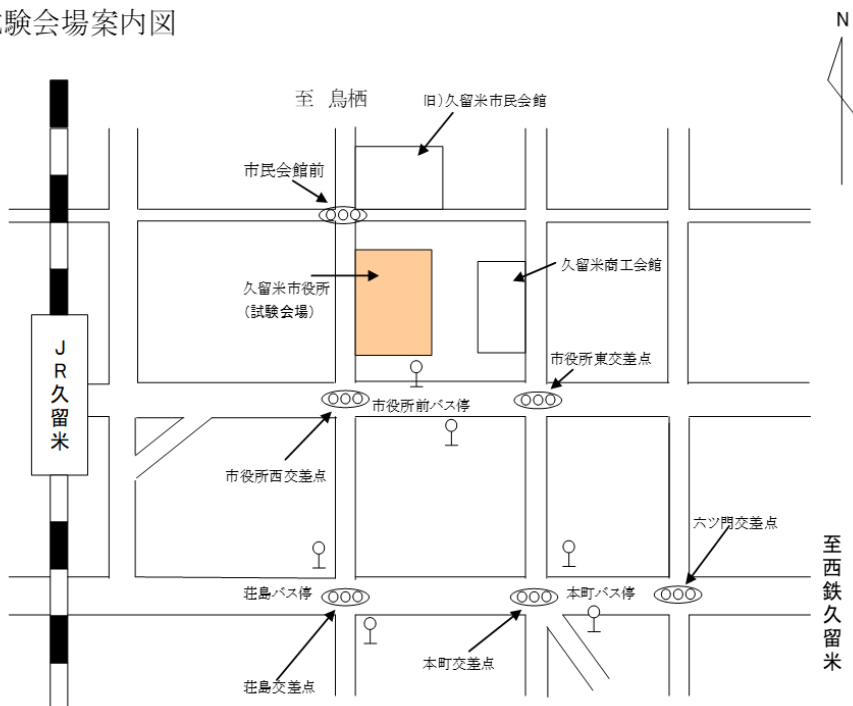 験会場案内図
N
至 鳥栖
旧)久留米市民会館
市民会館前
久留米市役所
(試験会場)
久留米商工会館
JR久留米
市役所東交差点
市役所前バス停
市役所西交差点
六ツ門交差点
至西鉄久留米
荘島バス停
本町バス停
本町交差点
荘島交差点